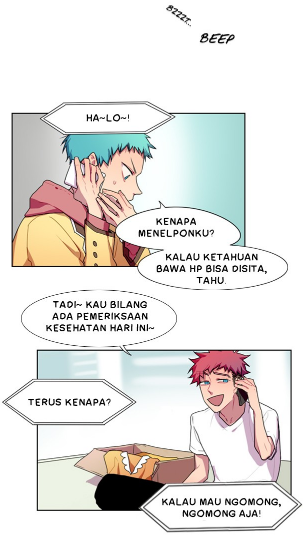 BZZZT..
BEEP
HA~LO~!
KENAPA
MENELPONKU?
KALAU KETAHUAN
BAWA HP BISA DISITA,
TAHU.
TADI~ KAU BILANG
ADA PEMERIKSAAN
KESEHATAN HARI INI~
TERUS KENAPA?
KALAU MAU NGOMONG,
NGOMONG AJA!